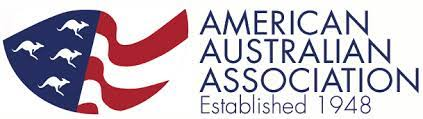 AMERICAN
AUSTRALIAN
ASSOCIATION
Established 1948